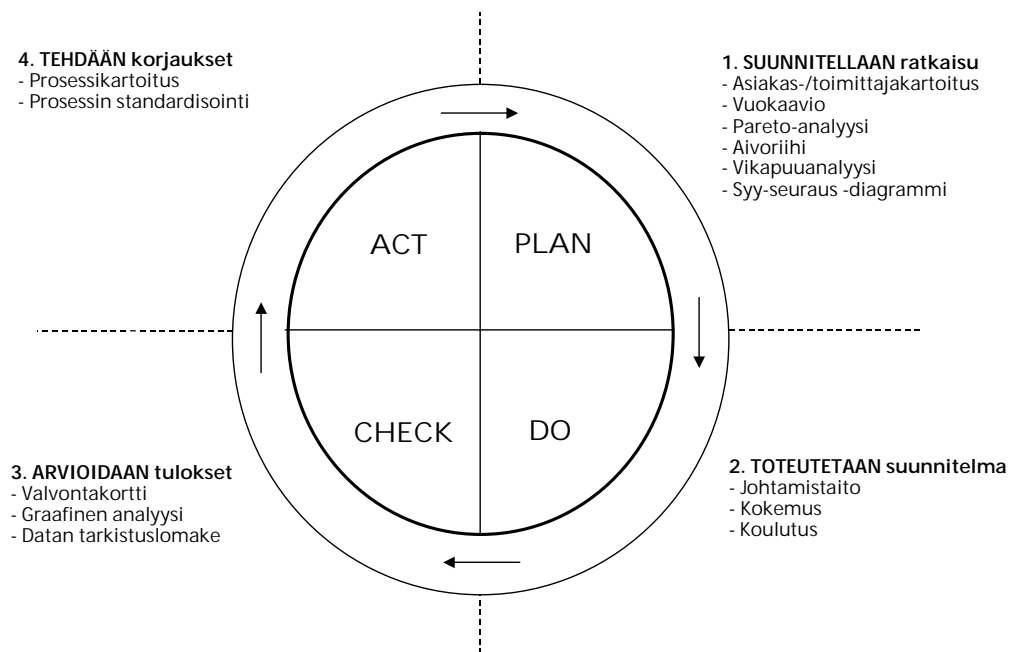 4. TEHDÄÄN korjaukset
- Prosessikartoitus
- Prosessin standardisointi
1. SUUNNITELLAAN ratkaisu
- Asiakas-/toimittajakartoitus
- Vuokaavio
- Pareto-analyysi
- Aivoriihi
- Vikapuuanalyysi
- Syy-seuraus -diagrammi
ACT
PLAN
CHECK
DO
3. ARVIOIDAAN tulokset
- Valvontakortti
- Graafinen analyysi
- Datan tarkistuslomake
2. TOTEUTETAAN suunnitelma
- Johtamistaito
- Kokemus
- Koulutus